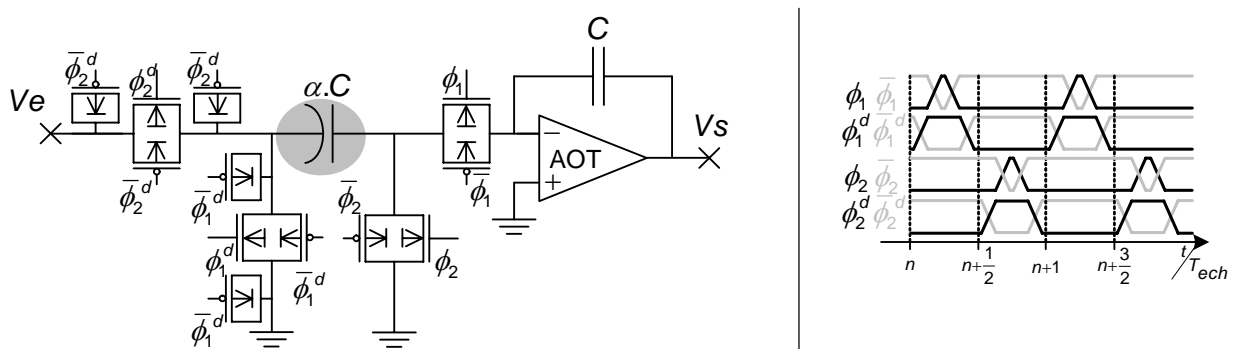 C
ϕ̅₂ᵈ ϕ₂ᵈ ϕ̅₂ᵈ
α.C
ϕ₁
Ve
Vs
AOT
ϕ̅₂ᵈ
ϕ̅₁ᵈ
ϕ̅₂
ϕ̅₁
ϕ₁ᵈ
ϕ̅₁ᵈ
ϕ₂
ϕ̅₁ᵈ
ϕ₁ ϕ̅₁
ϕ₁ᵈ ϕ̅₁ᵈ
ϕ₂ ϕ̅₂
ϕ₂ᵈ ϕ̅₂ᵈ
n n+1/2 n+1 n+3/2 t/T_ech